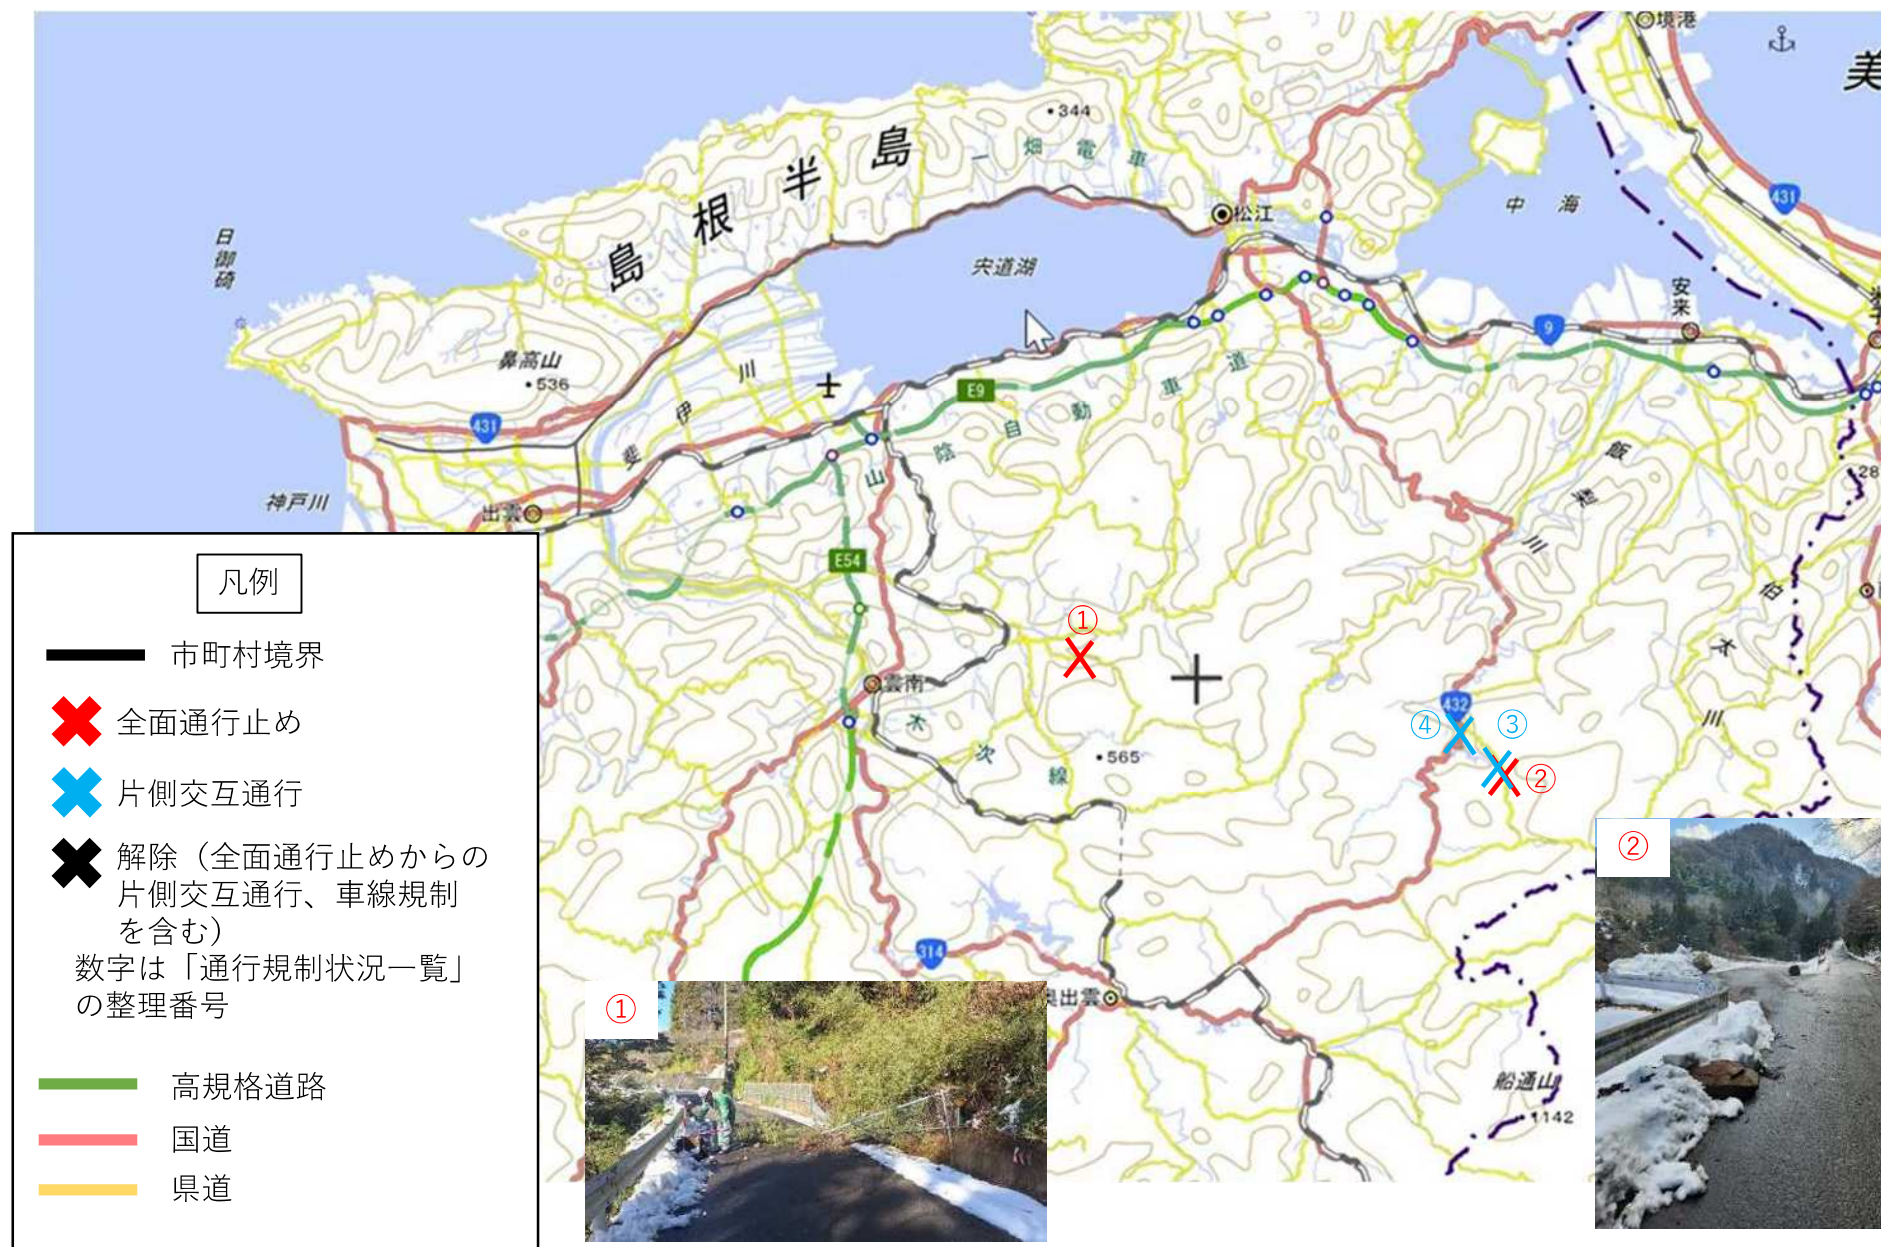 境港
美
344
島根半島
一畑電車
中海
431
日御碕
松江
宍道湖
安来
9
鼻高山
536
斐伊川
E9
山陰自動車道
431
飯梨川
神戸川
出雲
E54
伯太川
①
雲南
432
④
③
②
木次線
565
314
奥出雲
船通山
1142
凡例
市町村境界
全面通行止め
片側交互通行
解除（全面通行止めからの
片側交互通行、車線規制
を含む）
数字は「通行規制状況一覧」
の整理番号
高規格道路
国道
県道
①
②